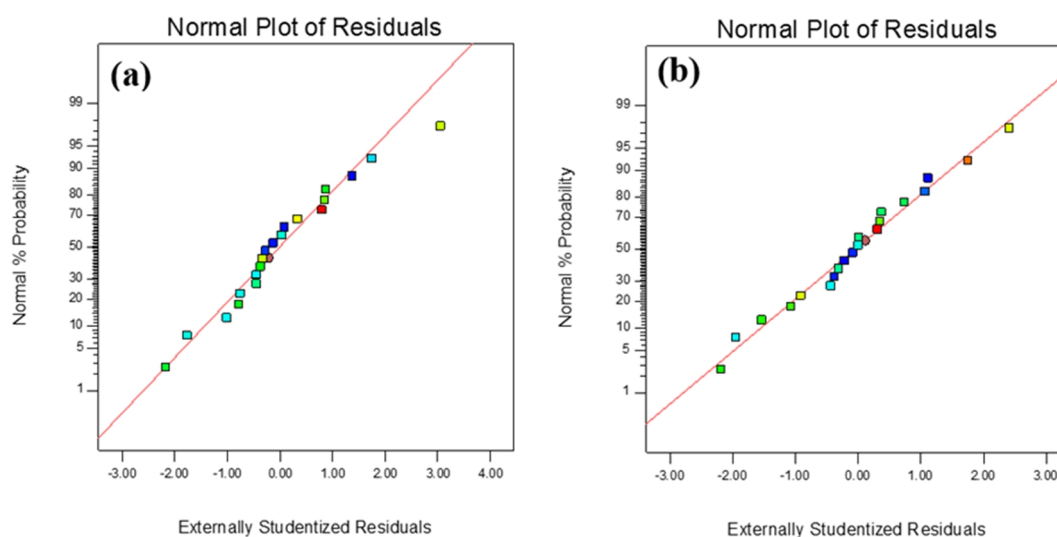 Normal Plot of Residuals
(a)
Normal % Probability
99
95
90
80
70
50
30
20
10
5
1
-3.00 -2.00 -1.00 0.00 1.00 2.00 3.00 4.00
Externally Studentized Residuals
Normal Plot of Residuals
(b)
Normal % Probability
99
95
90
80
70
50
30
20
10
5
1
-3.00 -2.00 -1.00 0.00 1.00 2.00 3.00
Externally Studentized Residuals